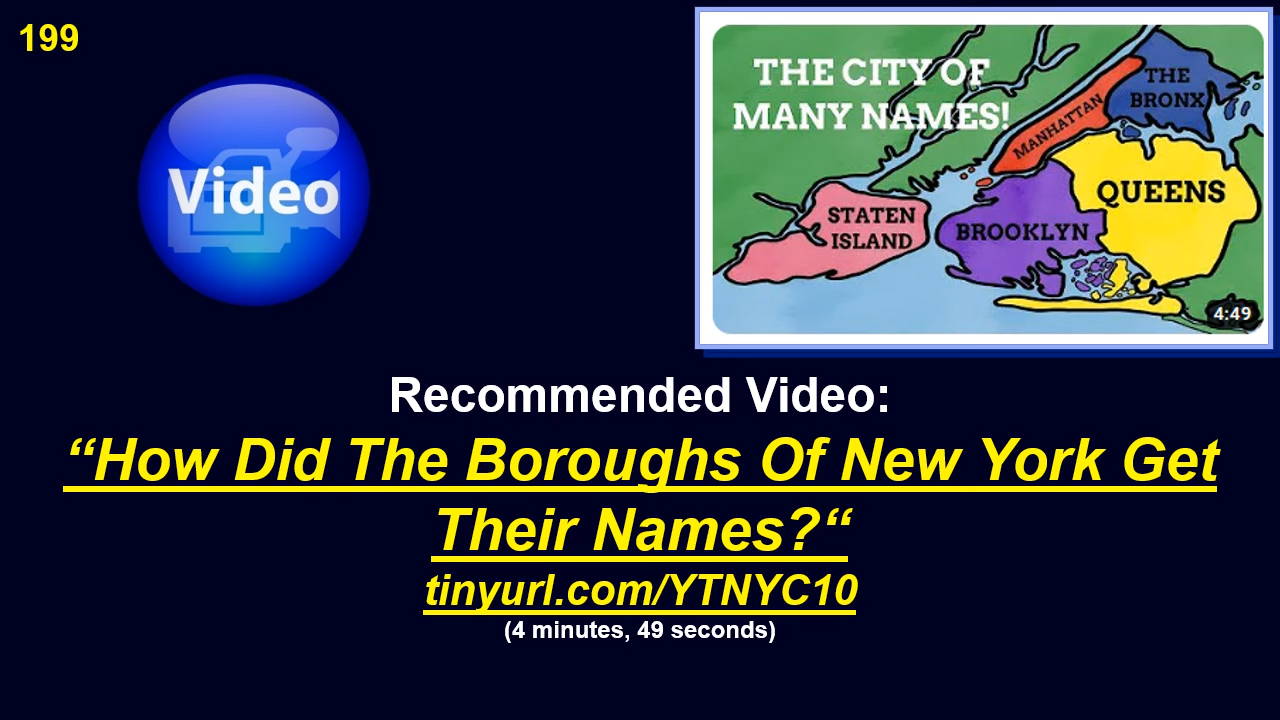 199
Video
THE CITY OF
MANY NAMES!
THE
BRONX
MANHATTAN
QUEENS
STATEN
ISLAND
BROOKLYN
4:49
Recommended Video:
“How Did The Boroughs Of New York Get
Their Names?“
tinyurl.com/YTNYC10
(4 minutes, 49 seconds)